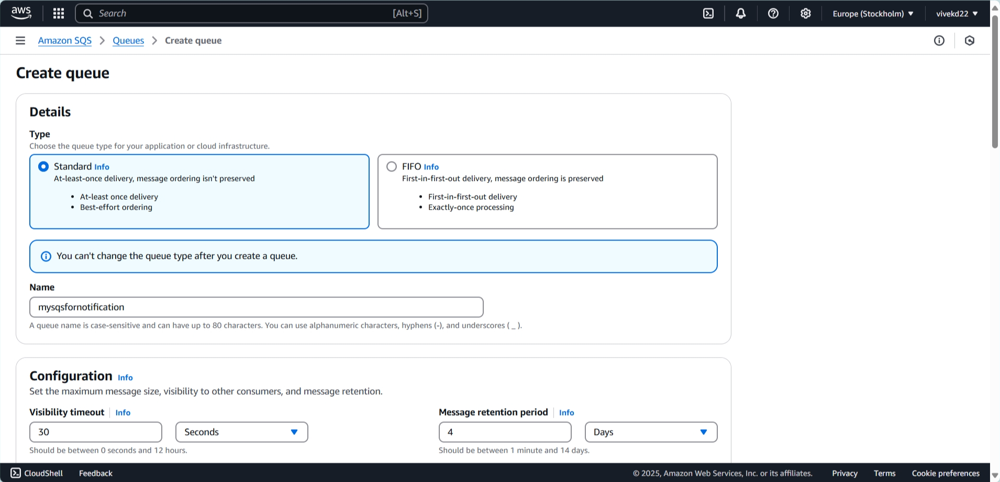 aws
Search [Alt+S]
Europe (Stockholm)
vivekd22
Amazon SQS
Queues
Create queue
Create queue
Details
Type
Choose the queue type for your application or cloud infrastructure.
Standard Info
At-least-once delivery, message ordering isn't preserved
• At-least once delivery
• Best-effort ordering
FIFO Info
First-in-first-out delivery, message ordering is preserved
• First-in-first-out delivery
• Exactly-once processing
You can't change the queue type after you create a queue.
Name
mysqsfornotification
A queue name is case-sensitive and can have up to 80 characters. You can use alphanumeric characters, hyphens (-), and underscores ( _ ).
Configuration Info
Set the maximum message size, visibility to other consumers, and message retention.
Visibility timeout Info
30 Seconds
Should be between 0 seconds and 12 hours.
Message retention period Info
4 Days
Should be between 1 minute and 14 days.
CloudShell
Feedback
© 2025, Amazon Web Services, Inc. or its affiliates.
Privacy
Terms
Cookie preferences